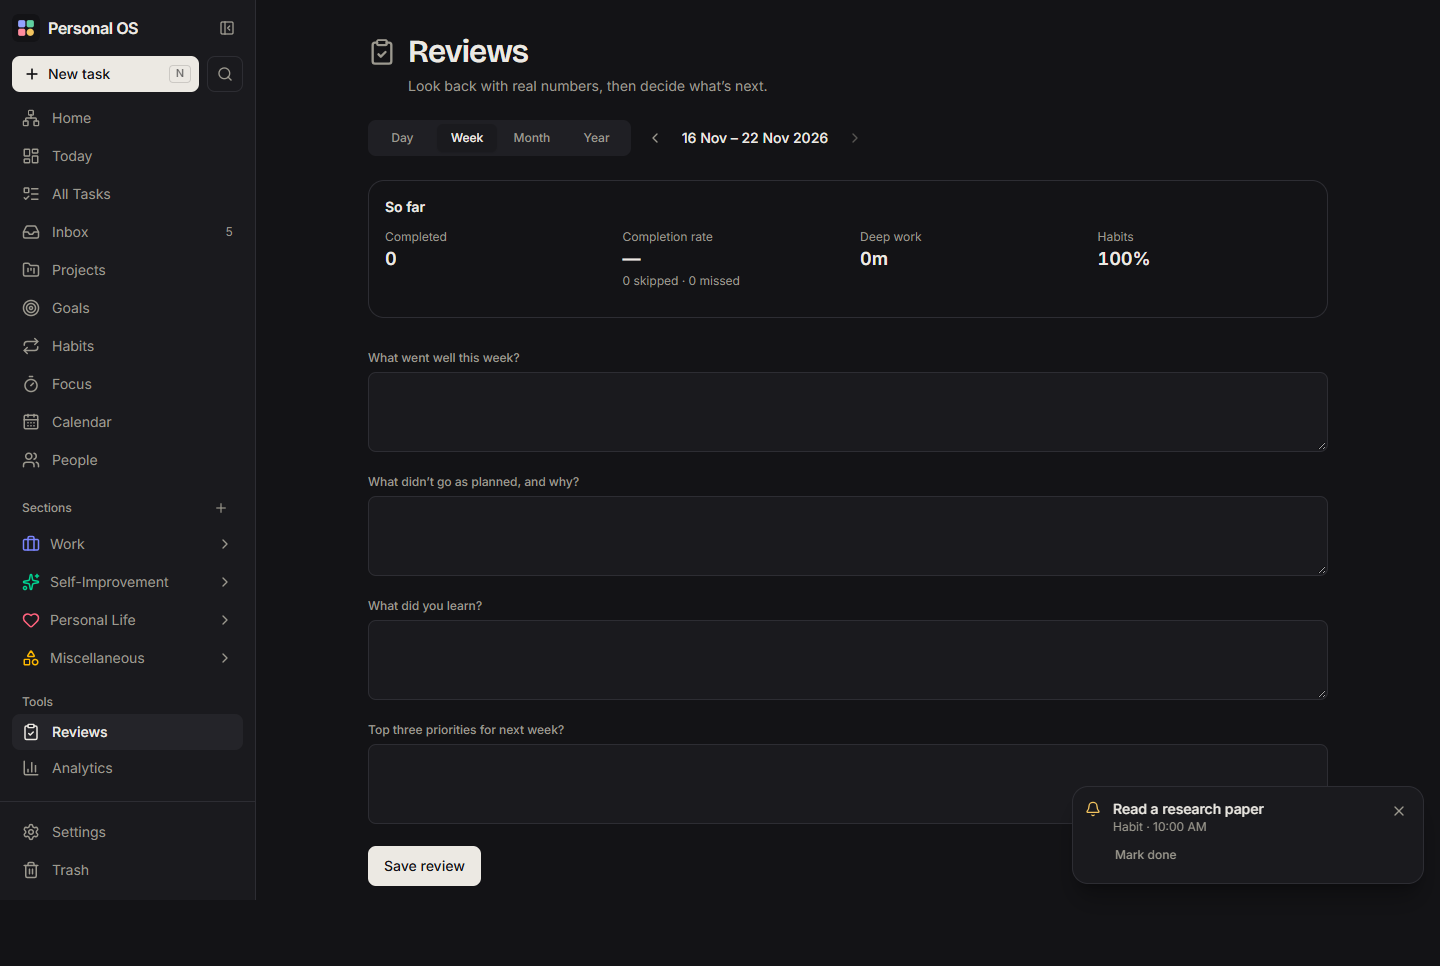 Personal OS
New task N
Home
Today
All Tasks
Inbox 5
Projects
Goals
Habits
Focus
Calendar
People
Sections
Work
Self-Improvement
Personal Life
Miscellaneous
Tools
Reviews
Analytics
Settings
Trash
Reviews
Look back with real numbers, then decide what’s next.
Day Week Month Year 16 Nov – 22 Nov 2026
So far
Completed
0
Completion rate
—
0 skipped · 0 missed
Deep work
0m
Habits
100%
What went well this week?
What didn’t go as planned, and why?
What did you learn?
Top three priorities for next week?
Save review
Read a research paper
Habit · 10:00 AM
Mark done